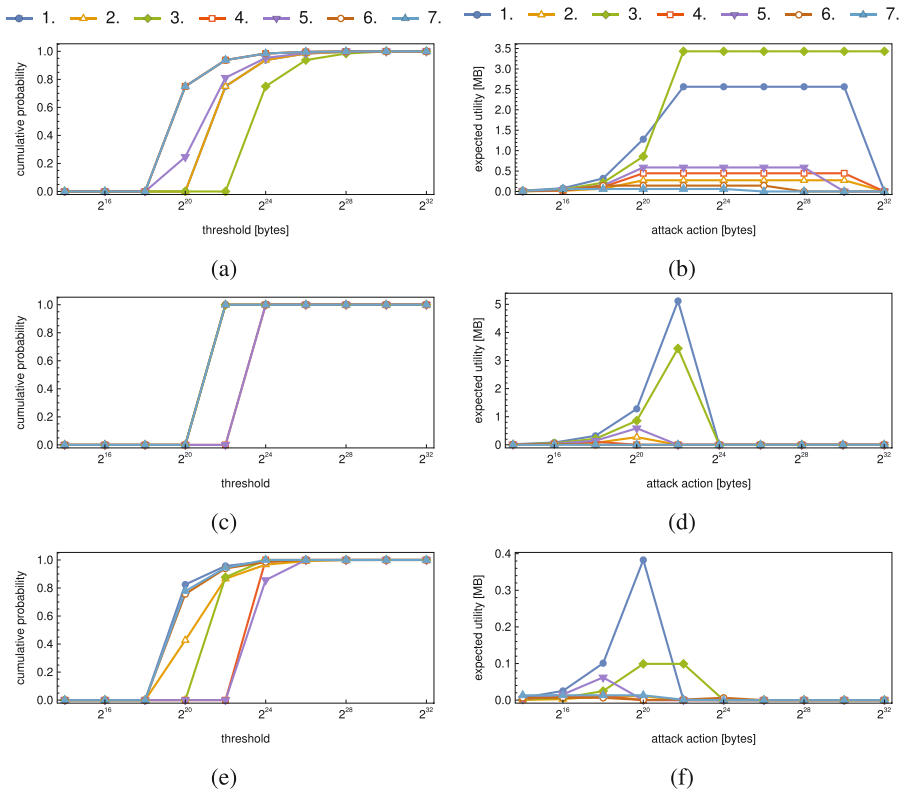 1. 2. 3. 4. 5. 6. 7.
1. 2. 3. 4. 5. 6. 7.
cumulative probability
1.0
0.8
0.6
0.4
0.2
0.0
2^16 2^20 2^24 2^28 2^32
threshold [bytes]
(a)
expected utility [MB]
3.5
3.0
2.5
2.0
1.5
1.0
0.5
0.0
2^16 2^20 2^24 2^28 2^32
attack action [bytes]
(b)
cumulative probability
1.0
0.8
0.6
0.4
0.2
0.0
2^16 2^20 2^24 2^28 2^32
threshold
(c)
expected utility [MB]
5
4
3
2
1
0
2^16 2^20 2^24 2^28 2^32
attack action [bytes]
(d)
cumulative probability
1.0
0.8
0.6
0.4
0.2
0.0
2^16 2^20 2^24 2^28 2^32
threshold
(e)
expected utility [MB]
0.4
0.3
0.2
0.1
0.0
2^16 2^20 2^24 2^28 2^32
attack action [bytes]
(f)